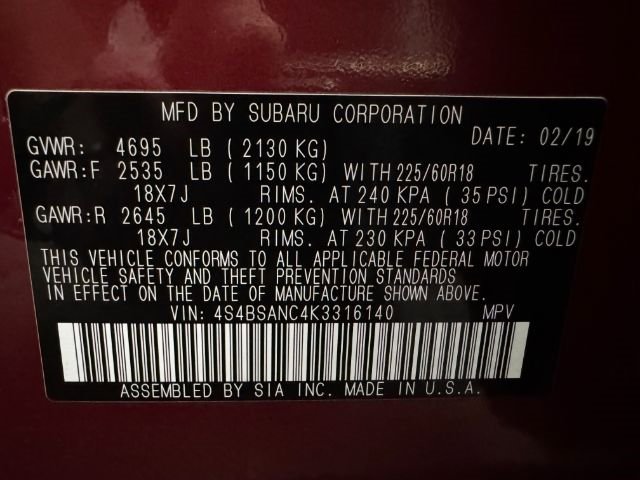 MFD BY SUBARU CORPORATION
DATE: 02/19
GVWR: 4695 LB ( 2130 KG)
GAWR:F 2535 LB ( 1150 KG) WITH 225/60R18 TIRES.
18X7J RIMS. AT 240 KPA ( 35 PSI) COLD
GAWR:R 2645 LB ( 1200 KG) WITH 225/60R18 TIRES.
18X7J RIMS. AT 230 KPA ( 33 PSI) COLD
THIS VEHICLE CONFORMS TO ALL APPLICABLE FEDERAL MOTOR
VEHICLE SAFETY AND THEFT PREVENTION STANDARDS
IN EFFECT ON THE DATE OF MANUFACTURE SHOWN ABOVE.
VIN: 4S4BSANC4K3316140 MPV
ASSEMBLED BY SIA INC. MADE IN U.S.A.